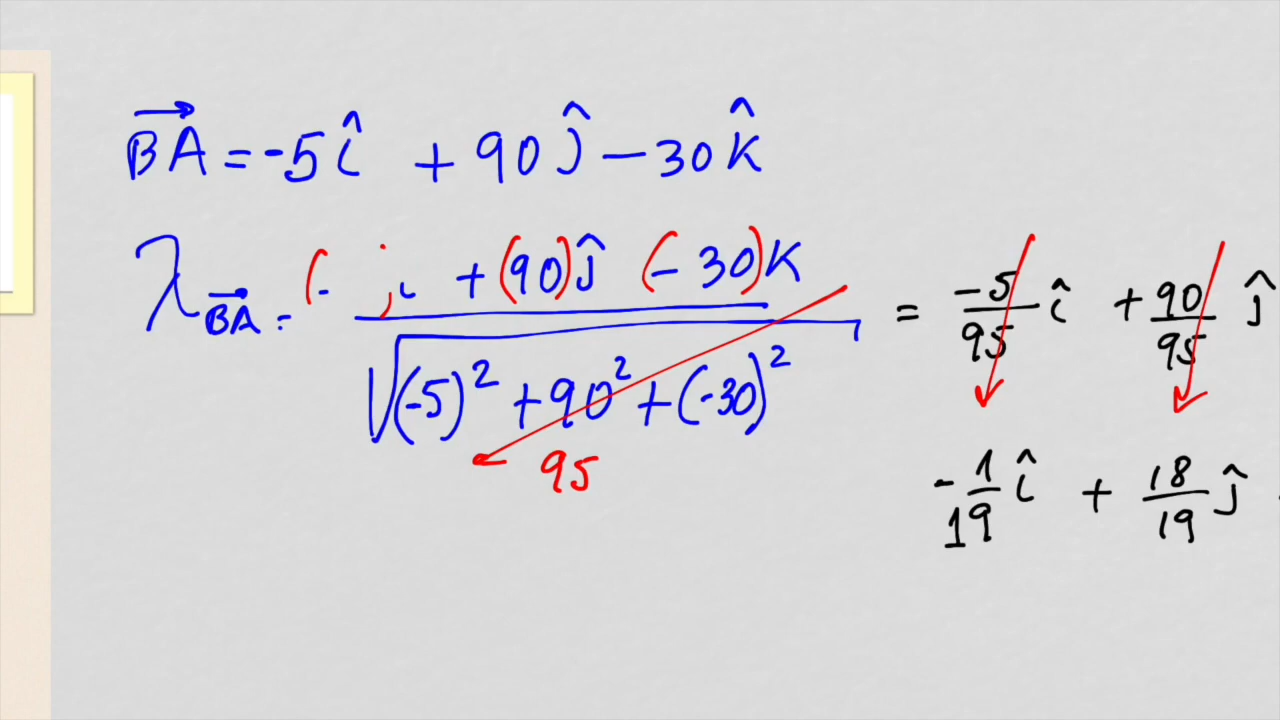 BA = -5î + 90ĵ - 30k̂
λBA = (- )i + (90)ĵ (-30)k = -5/95 î + 90/95 ĵ
√(-5)² + 90² + (-30)²
95
-1/19 î + 18/19 ĵ